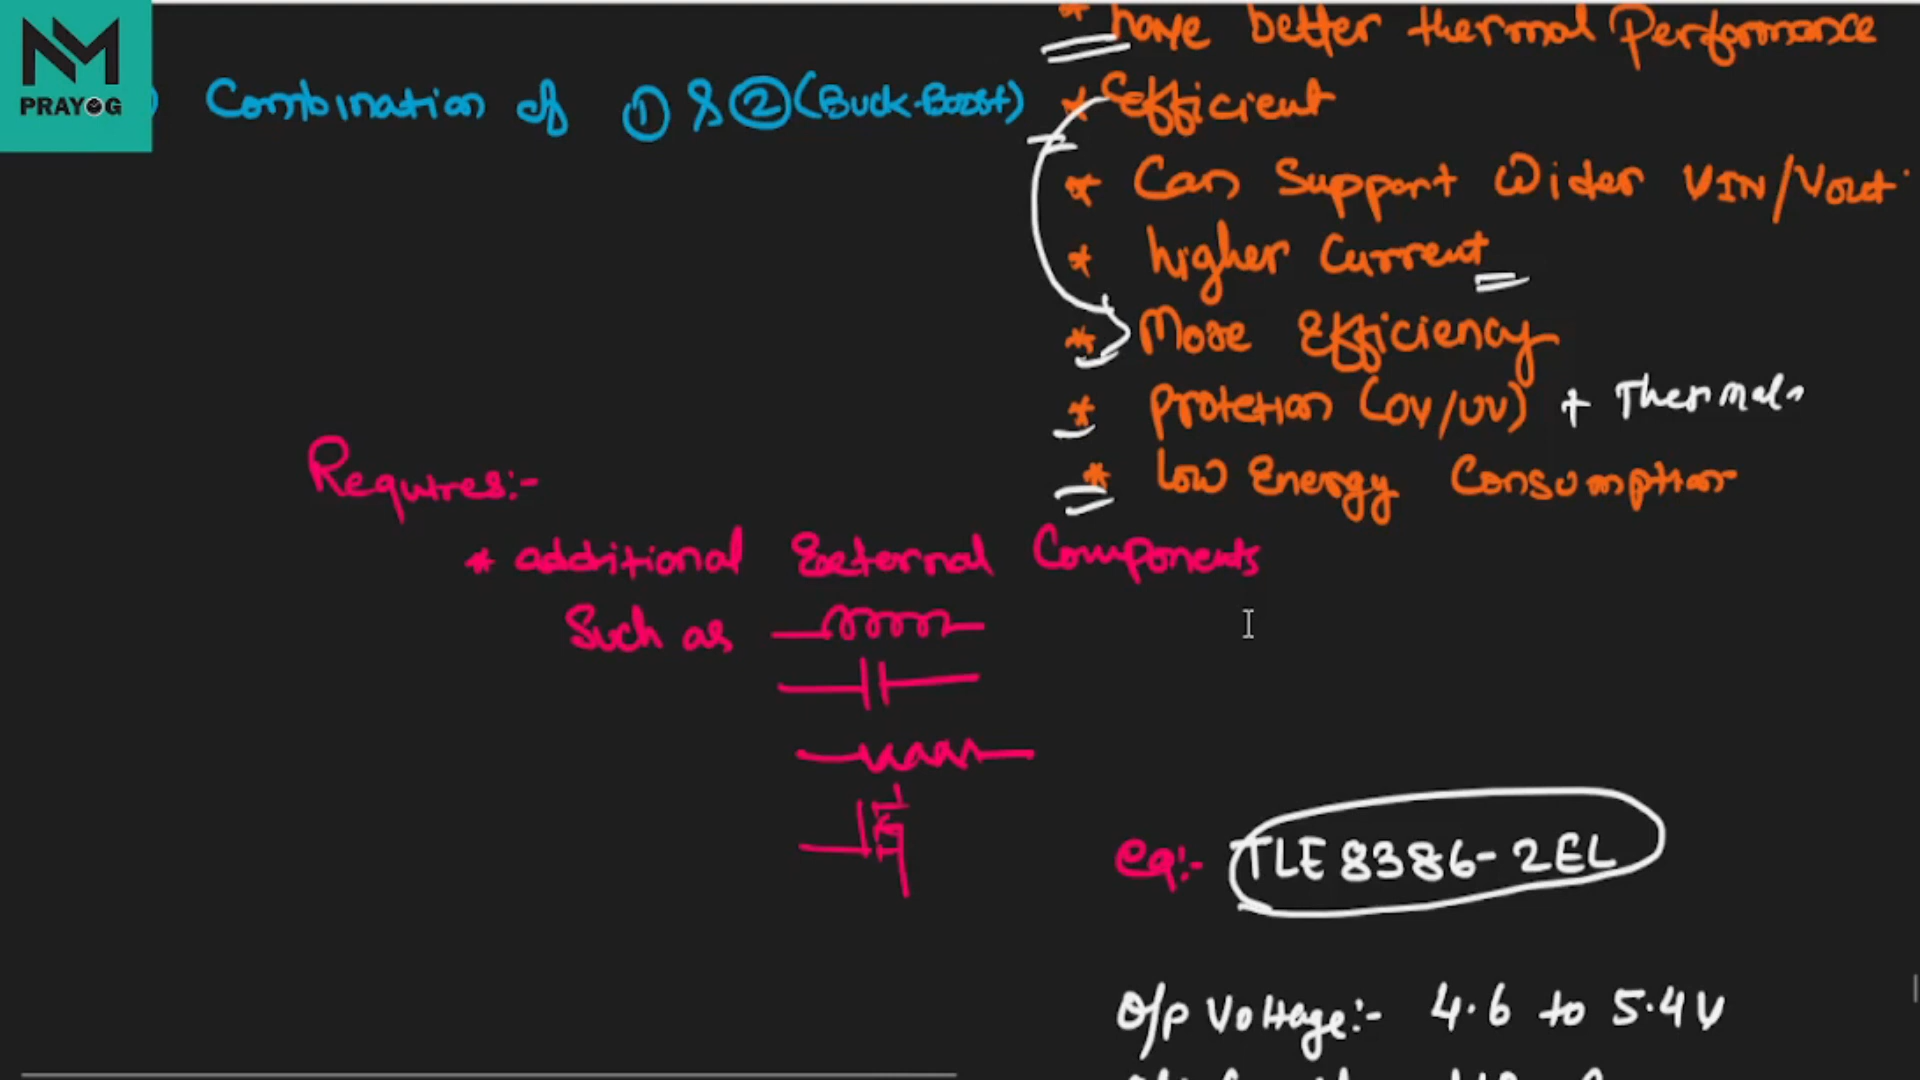 NM
PRAYOG
) Combination of ① & ② (Buck-Boost)
* have better thermal Performance
* Efficient
* Can Support Wider VIN/Vout.
* higher Current
* More Efficiency
* Protetion (OV/UV) + Thermal
* Low Energy Consumption
Requires:-
* additional External Components
Such as
eg:- TLE8386-2EL
O/p Voltage:- 4.6 to 5.4V